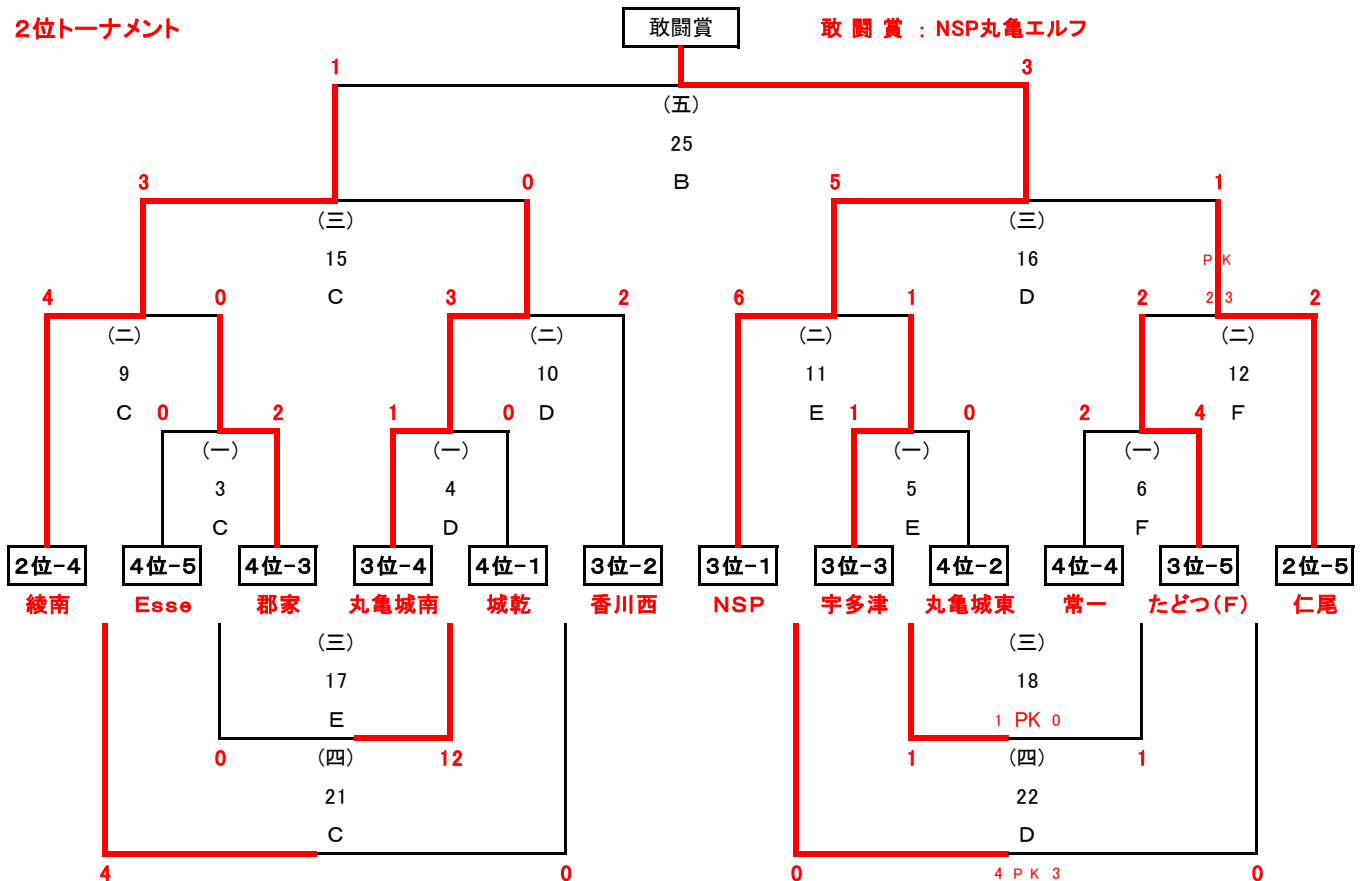 ２位トーナメント
敢闘賞
敢 闘 賞 ： NSP丸亀エルフ
1
3
（五）
25
B
3
0
5
1
（三）
（三）
15
16
P K
C
D
4
0
3
2
6
1
2
2 3
2
（二）
（二）
（二）
（二）
9
10
11
12
C
D
E
F
0
2
1
0
1
0
2
4
（一）
（一）
（一）
（一）
3
4
5
6
C
D
E
F
2位-4
4位-5
4位-3
3位-4
4位-1
3位-2
3位-1
3位-3
4位-2
4位-4
3位-5
2位-5
綾南
Esse
郡家
丸亀城南
城乾
香川西
NSP
宇多津
丸亀城東
常一
たどつ（F）
仁尾
（三）
（三）
17
18
E
1 PK 0
0
12
1
1
（四）
（四）
21
22
C
D
4
0
0
4 P K 3
0